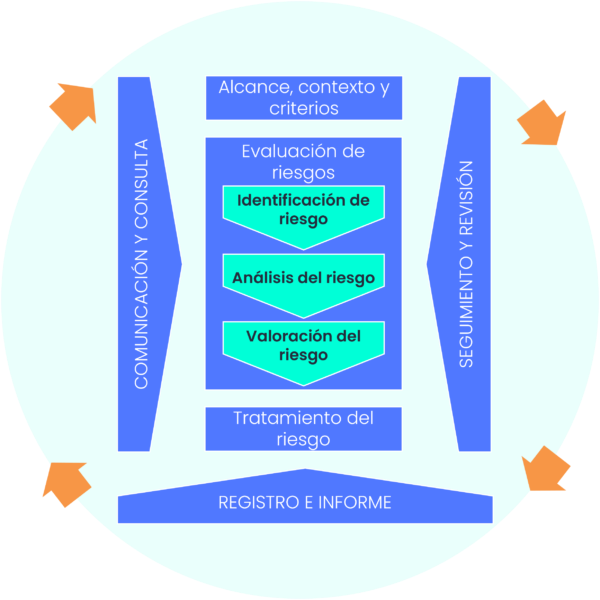 Alcance, contexto y
criterios
COMUNICACIÓN Y CONSULTA
Evaluación de
riesgos
Identificación de
riesgo
Análisis del riesgo
Valoración del
riesgo
SEGUIMIENTO Y REVISIÓN
Tratamiento del
riesgo
REGISTRO E INFORME